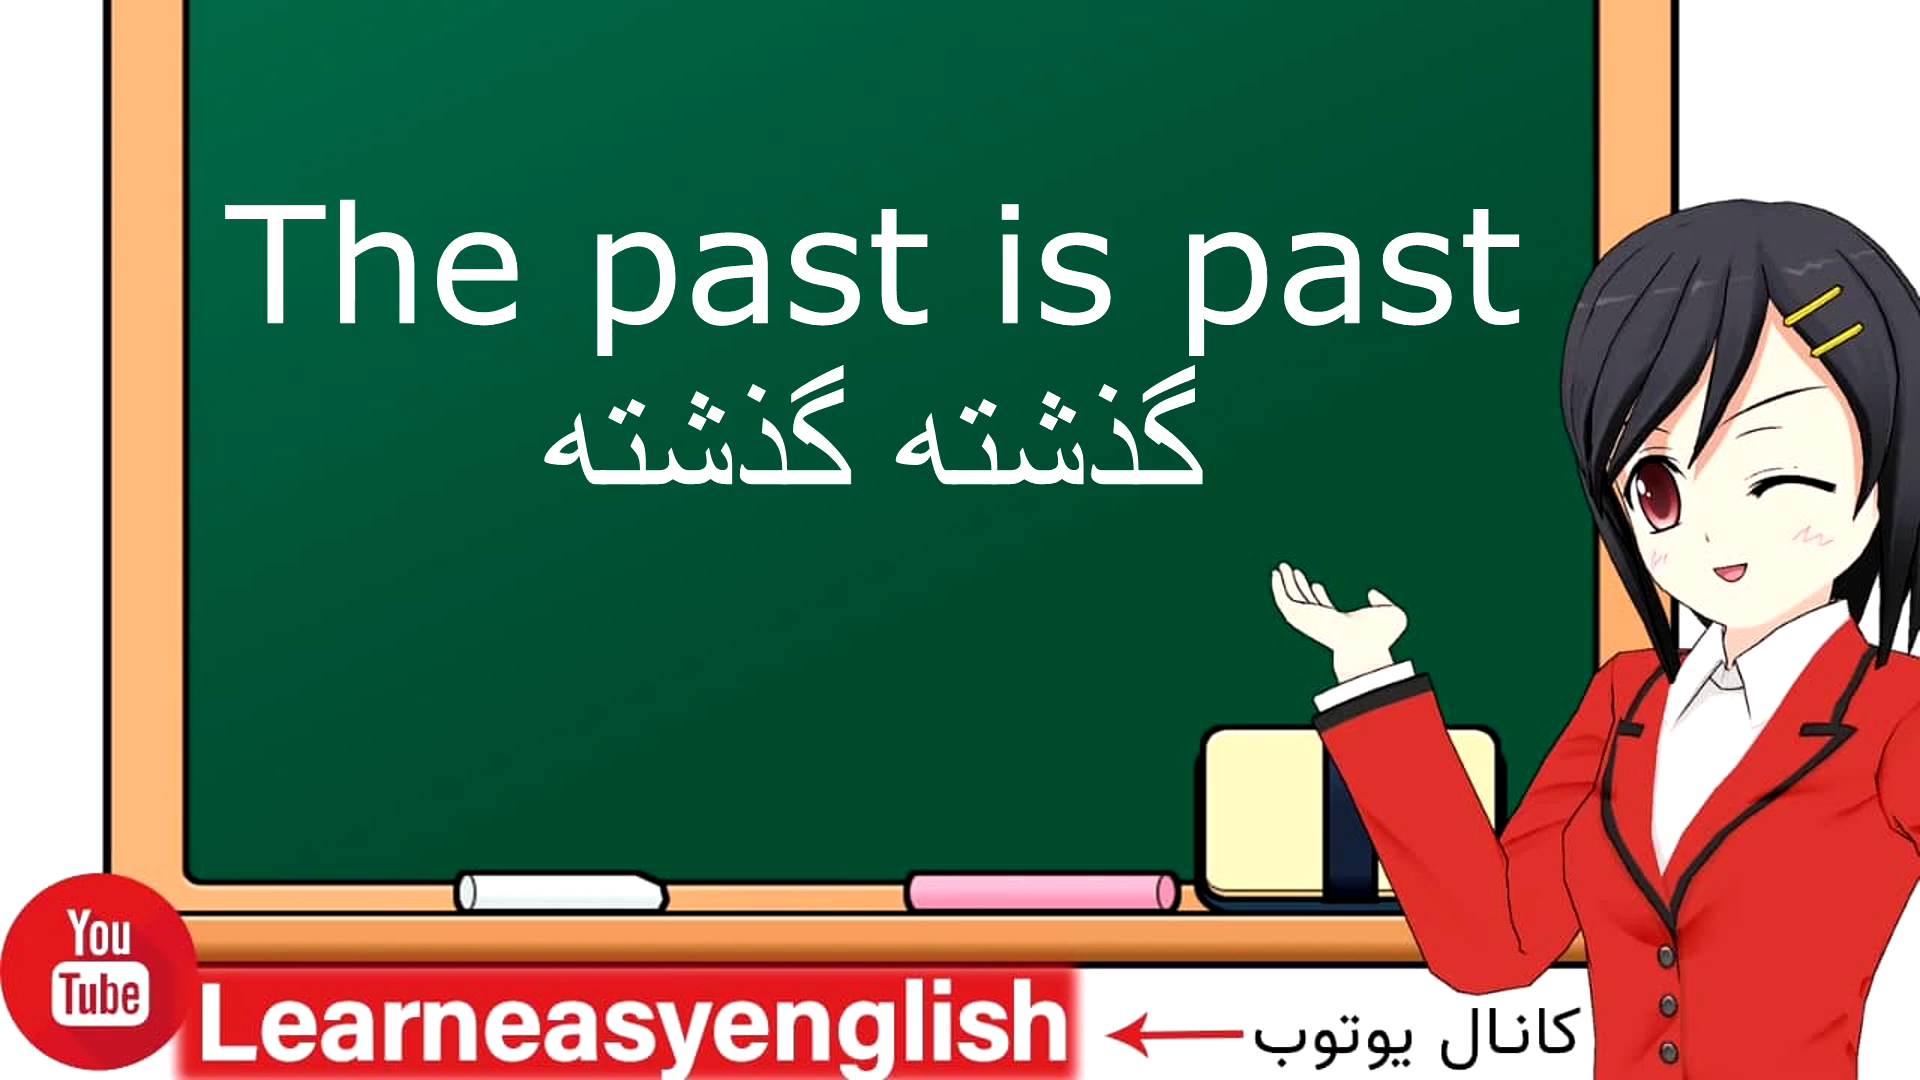 The past is past
گذشته گذشته
You
Tube
Learneasyenglish
کانال یوتوب